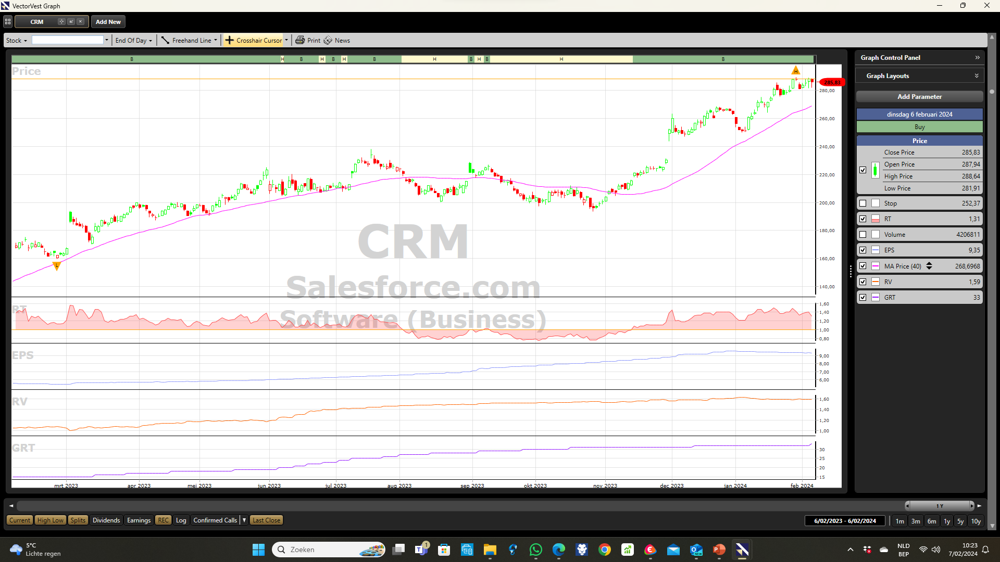 VectorVest Graph
CRM
Add New
Stock
End Of Day
Freehand Line
Crosshair Cursor
Print
News
B H B H B H B H B H B H B
Price
H
285,83
280,00
260,00
240,00
220,00
200,00
180,00
160,00
140,00
L
CRM
Salesforce.com
Software (Business)
RT
1,60
1,40
1,20
1,00
0,80
EPS
9,00
8,00
7,00
6,00
RV
1,60
1,40
1,20
1,00
GRT
30
25
20
15
mrt 2023 apr 2023 mei 2023 jun 2023 jul 2023 aug 2023 sep 2023 okt 2023 nov 2023 dec 2023 jan 2024 feb 2024
Graph Control Panel
Graph Layouts
Add Parameter
dinsdag 6 februari 2024
Buy
Price
Close Price 285,83
Open Price 287,94
High Price 288,64
Low Price 281,91
Stop 252,37
RT 1,31
Volume 4206811
EPS 9,35
MA Price (40) 268,6968
RV 1,59
GRT 33
1 Y
Current High Low Splits Dividends Earnings REC Log Confirmed Calls Last Close
6/02/2023 - 6/02/2024
1m 3m 6m 1y 5y 10y
5°C
Lichte regen
Zoeken
1
NEW
NLD
BEP
10:23
7/02/2024